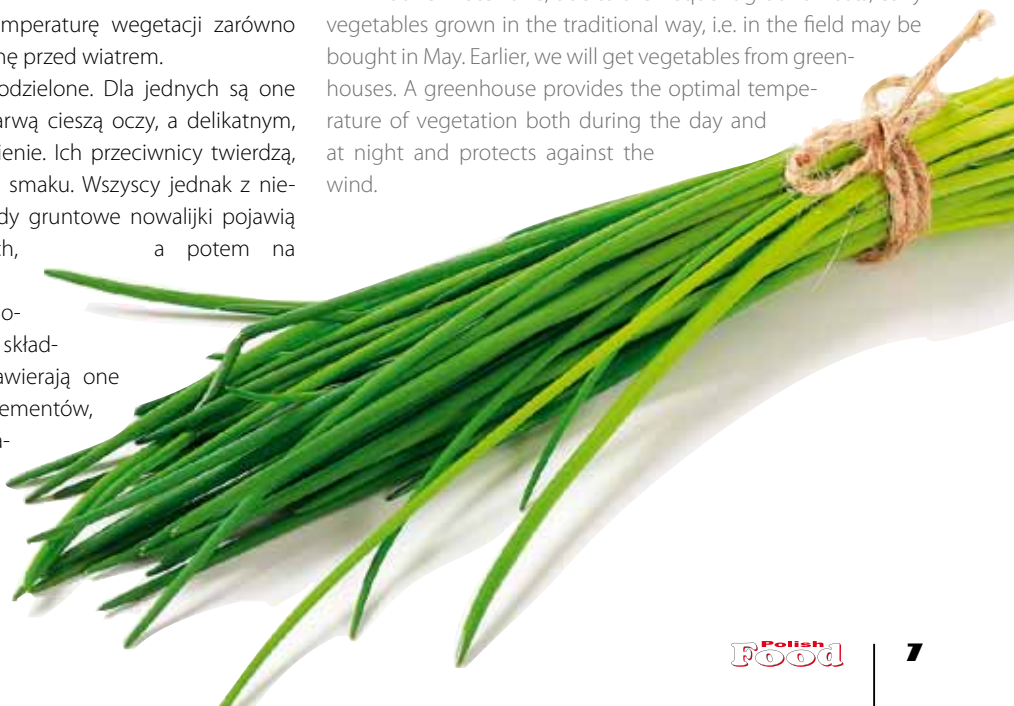 mperaturę wegetacji zarówno
nę przed wiatrem.
odzielone. Dla jednych są one
arwą cieszą oczy, a delikatnym,
ienie. Ich przeciwnicy twierdzą,
smaku. Wszyscy jednak z nie-
dy gruntowe nowalijki pojawią
ch, a potem na
o-
skład-
awierają one
ementów,
a-
vegetables grown in the traditional way, i.e. in the field may be
bought in May. Earlier, we will get vegetables from green-
houses. A greenhouse provides the optimal tempe-
rature of vegetation both during the day and
at night and protects against the
wind.
Polish
Food
7